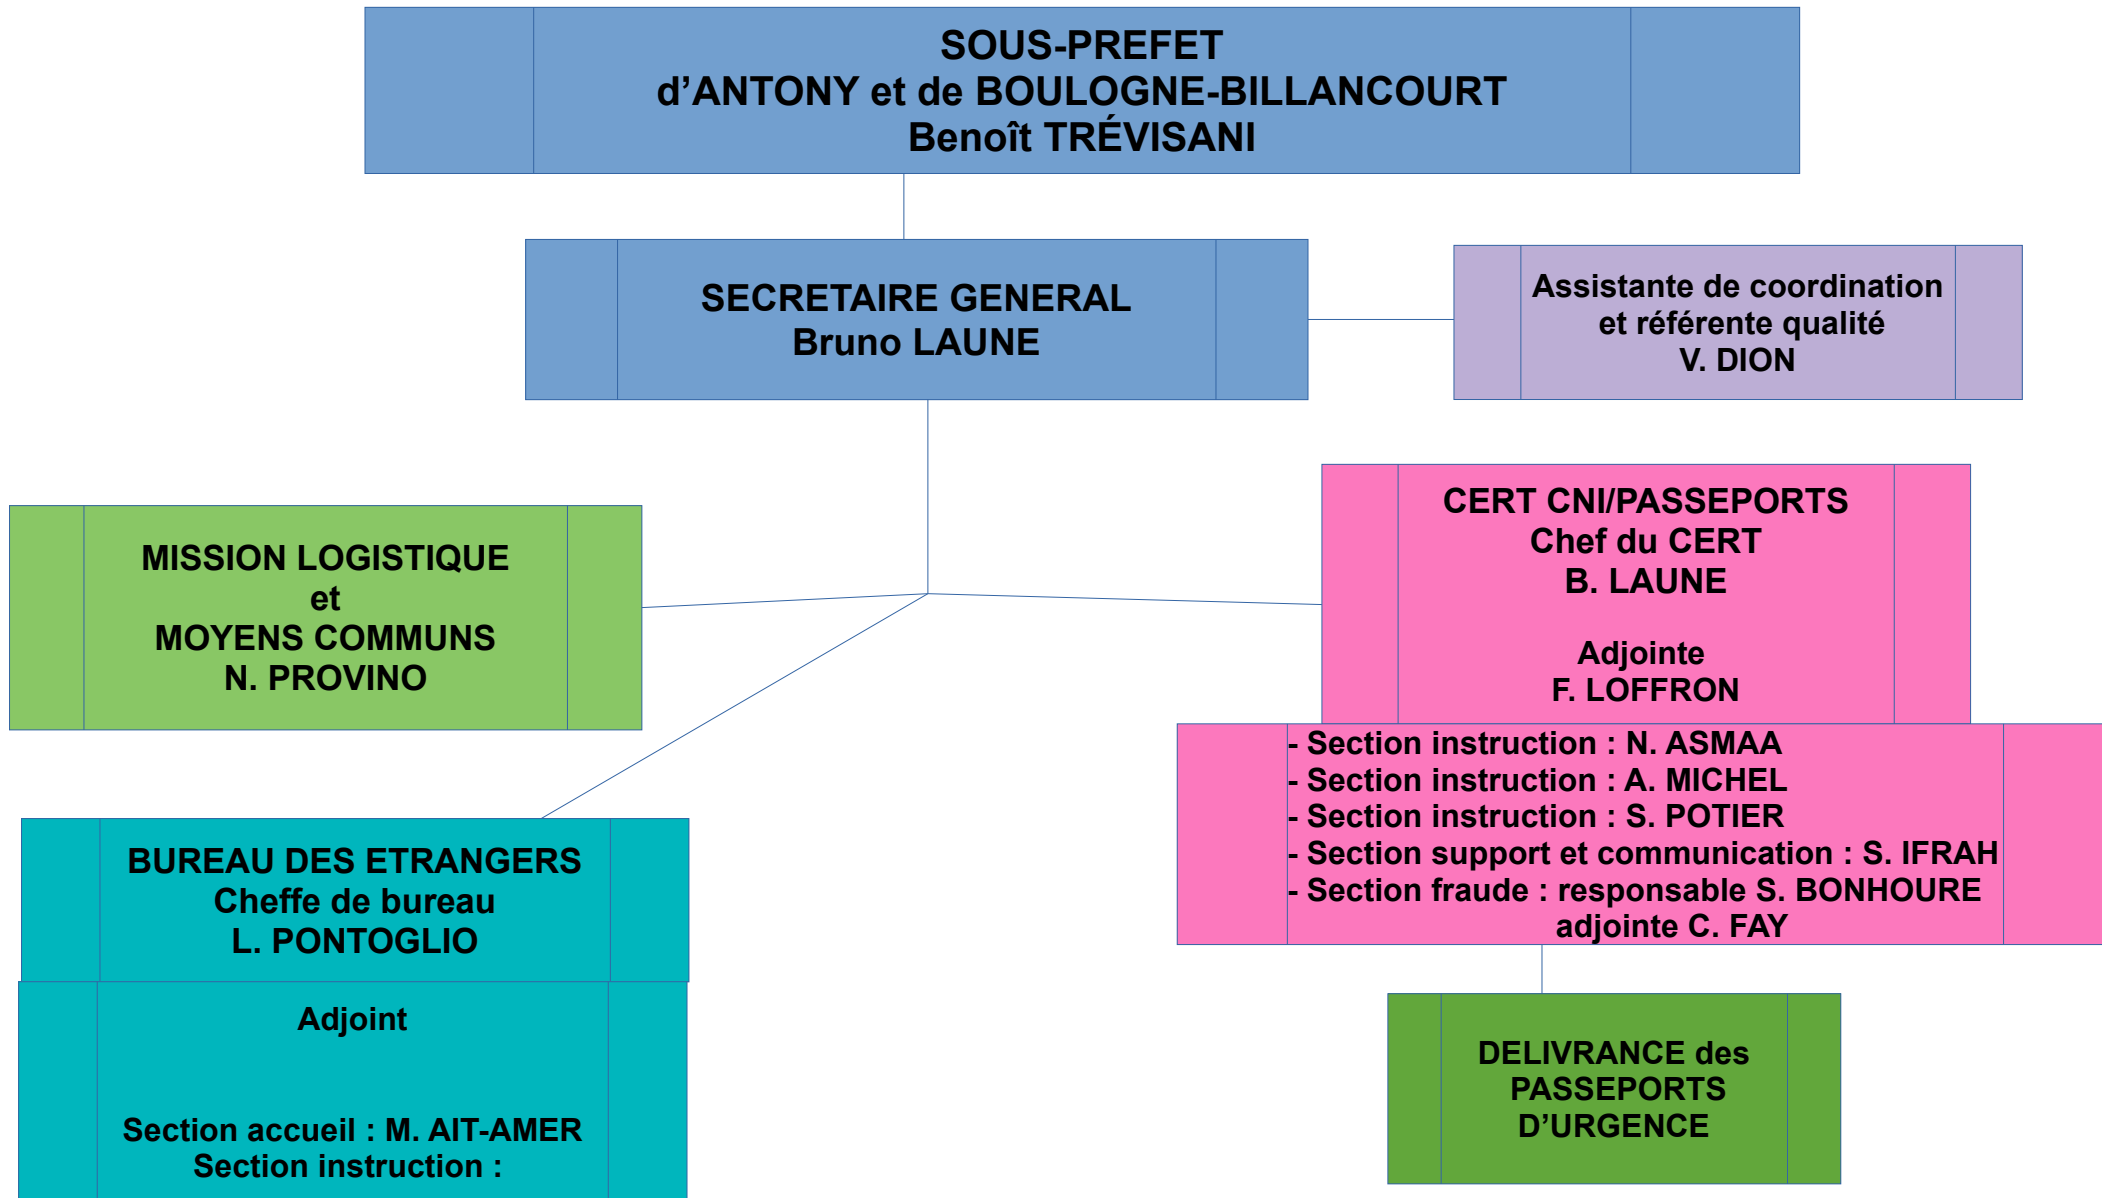 SOUS-PREFET
d’ANTONY et de BOULOGNE-BILLANCOURT
Benoît TRÉVISANI
SECRETAIRE GENERAL
Bruno LAUNE
Assistante de coordination
et référente qualité
V. DION
MISSION LOGISTIQUE
et
MOYENS COMMUNS
N. PROVINO
CERT CNI/PASSEPORTS
Chef du CERT
B. LAUNE
Adjointe
F. LOFFRON
- Section instruction : N. ASMAA
- Section instruction : A. MICHEL
- Section instruction : S. POTIER
- Section support et communication : S. IFRAH
- Section fraude : responsable S. BONHOURE
adjointe C. FAY
BUREAU DES ETRANGERS
Cheffe de bureau
L. PONTOGLIO
Adjoint
Section accueil : M. AIT-AMER
Section instruction :
DELIVRANCE des
PASSEPORTS
D’URGENCE